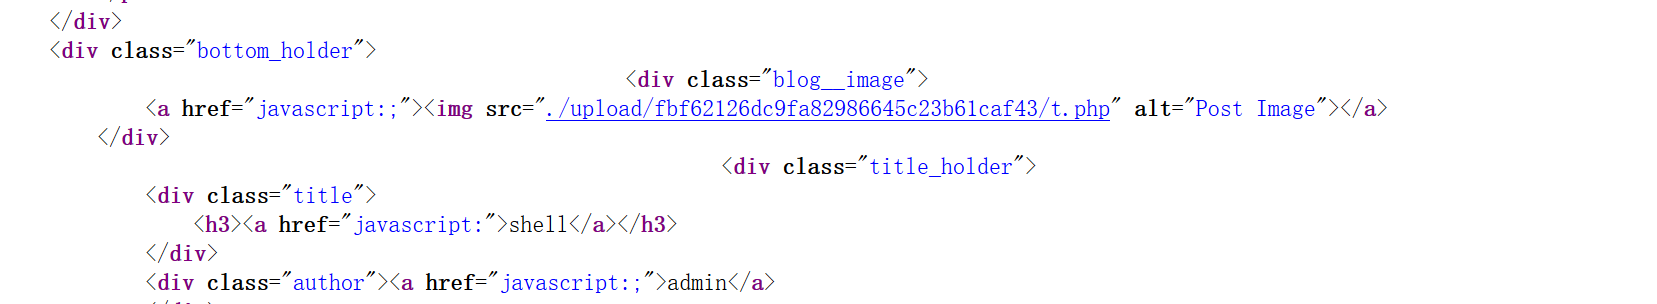 </div>
<div class="bottom_holder">
<div class="blog__image">
<a href="javascript:;"><img src="./upload/fbf62126dc9fa82986645c23b61caf43/t.php" alt="Post Image"></a>
</div>
<div class="title_holder">
<div class="title">
<h3><a href="javascript:">shell</a></h3>
</div>
<div class="author"><a href="javascript:;">admin</a>